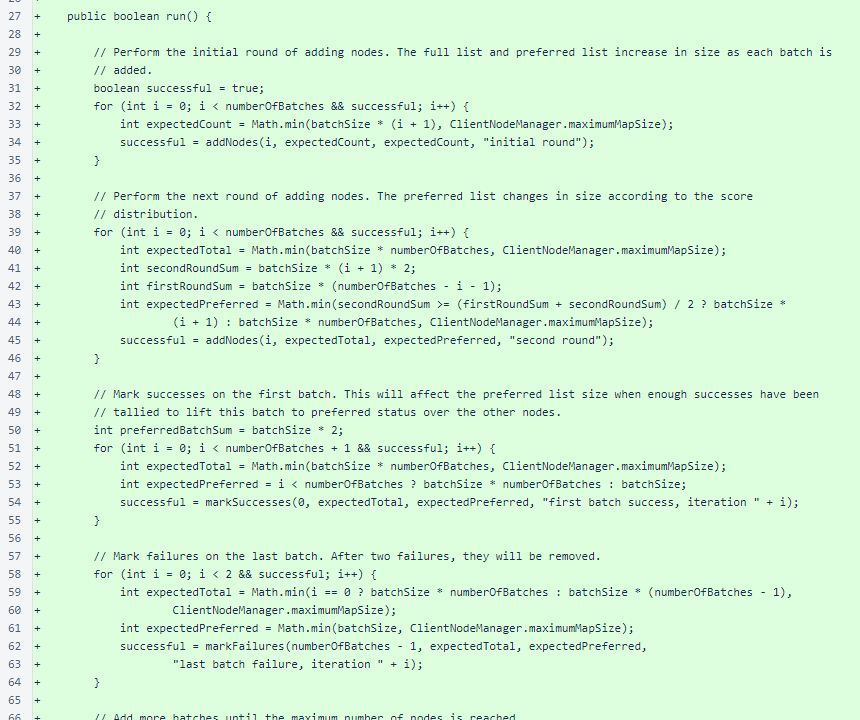 27 + public boolean run() {
28 +
29 + // Perform the initial round of adding nodes. The full list and preferred list increase in size as each batch is
30 + // added.
31 + boolean successful = true;
32 + for (int i = 0; i < numberOfBatches && successful; i++) {
33 + int expectedCount = Math.min(batchSize * (i + 1), ClientNodeManager.maximumMapSize);
34 + successful = addNodes(i, expectedCount, expectedCount, "initial round");
35 + }
36 +
37 + // Perform the next round of adding nodes. The preferred list changes in size according to the score
38 + // distribution.
39 + for (int i = 0; i < numberOfBatches && successful; i++) {
40 + int expectedTotal = Math.min(batchSize * numberOfBatches, ClientNodeManager.maximumMapSize);
41 + int secondRoundSum = batchSize * (i + 1) * 2;
42 + int firstRoundSum = batchSize * (numberOfBatches - i - 1);
43 + int expectedPreferred = Math.min(secondRoundSum >= (firstRoundSum + secondRoundSum) / 2 ? batchSize *
44 + (i + 1) : batchSize * numberOfBatches, ClientNodeManager.maximumMapSize);
45 + successful = addNodes(i, expectedTotal, expectedPreferred, "second round");
46 + }
47 +
48 + // Mark successes on the first batch. This will affect the preferred list size when enough successes have been
49 + // tallied to lift this batch to preferred status over the other nodes.
50 + int preferredBatchSum = batchSize * 2;
51 + for (int i = 0; i < numberOfBatches + 1 && successful; i++) {
52 + int expectedTotal = Math.min(batchSize * numberOfBatches, ClientNodeManager.maximumMapSize);
53 + int expectedPreferred = i < numberOfBatches ? batchSize * numberOfBatches : batchSize;
54 + successful = markSuccesses(0, expectedTotal, expectedPreferred, "first batch success, iteration " + i);
55 + }
56 +
57 + // Mark failures on the last batch. After two failures, they will be removed.
58 + for (int i = 0; i < 2 && successful; i++) {
59 + int expectedTotal = Math.min(i == 0 ? batchSize * numberOfBatches : batchSize * (numberOfBatches - 1),
60 + ClientNodeManager.maximumMapSize);
61 + int expectedPreferred = Math.min(batchSize, ClientNodeManager.maximumMapSize);
62 + successful = markFailures(numberOfBatches - 1, expectedTotal, expectedPreferred,
63 + "last batch failure, iteration " + i);
64 + }
65 +
66 + // Add more batches until the maximum number of nodes is reached